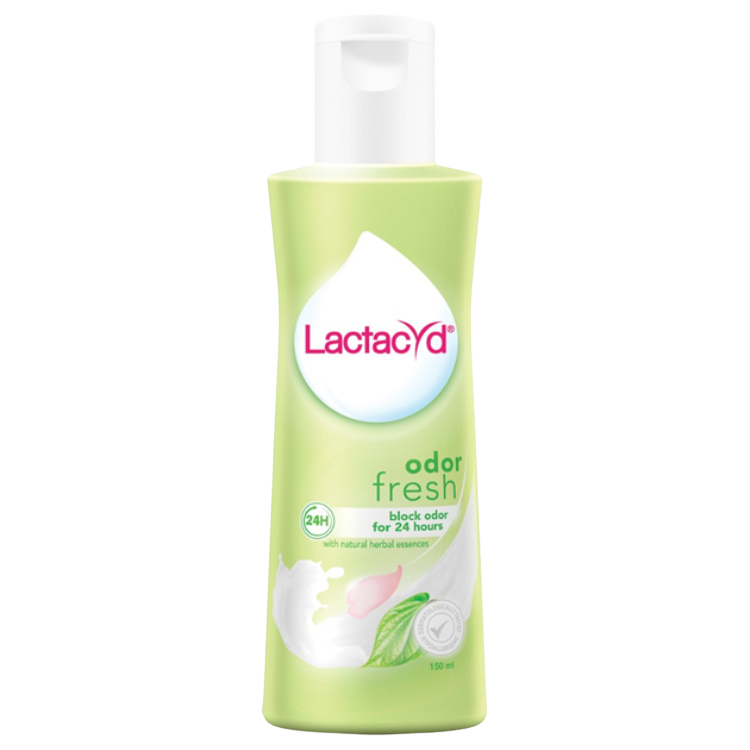 Lactacyd®
odor
fresh
24H
block odor
for 24 hours
with natural herbal essences
150 ml